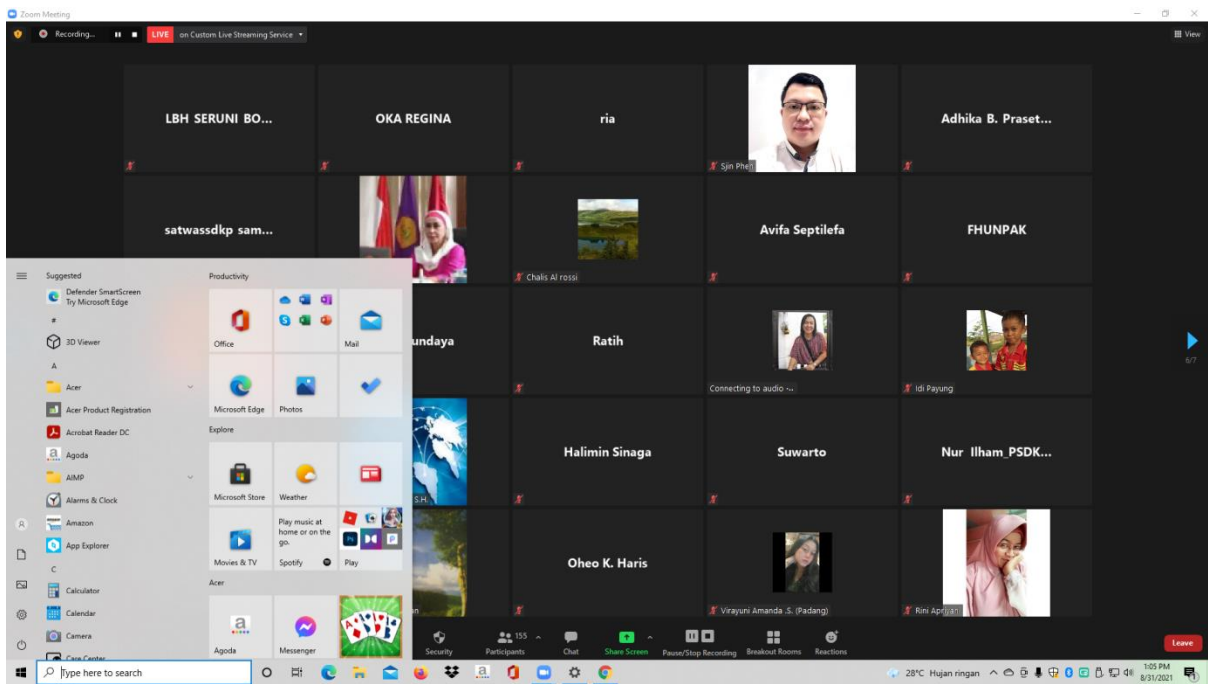 Zoom Meeting
Recording...
LIVE on Custom Live Streaming Service
View
LBH SERUNI BO...
OKA REGINA
ria
Sjin Phen
Adhika B. Praset...
satwassdkp sam...
Chalis Al rossi
Avifa Septilefa
FHUNPAK
undaya
Ratih
Connecting to audio ·..
Idi Payung
6/7
S.H.
Halimin Sinaga
Suwarto
Nur Ilham_PSDK...
Oheo K. Haris
Virayuni Amanda .S. (Padang)
Rini Apriyani
Suggested
Defender SmartScreen
Try Microsoft Edge
#
3D Viewer
A
Acer
Acer Product Registration
Acrobat Reader DC
Agoda
AIMP
Alarms & Clock
Amazon
App Explorer
C
Calculator
Calendar
Camera
Care Center
Productivity
Office
Mail
Microsoft Edge
Photos
Explore
Microsoft Store
Weather
Movies & TV
Play music at
home or on the
go.
Spotify
Play
Acer
Agoda
Messenger
Security
Participants
155
Chat
Share Screen
Pause/Stop Recording
Breakout Rooms
Reactions
Leave
Type here to search
28°C Hujan ringan
1:05 PM
8/31/2021